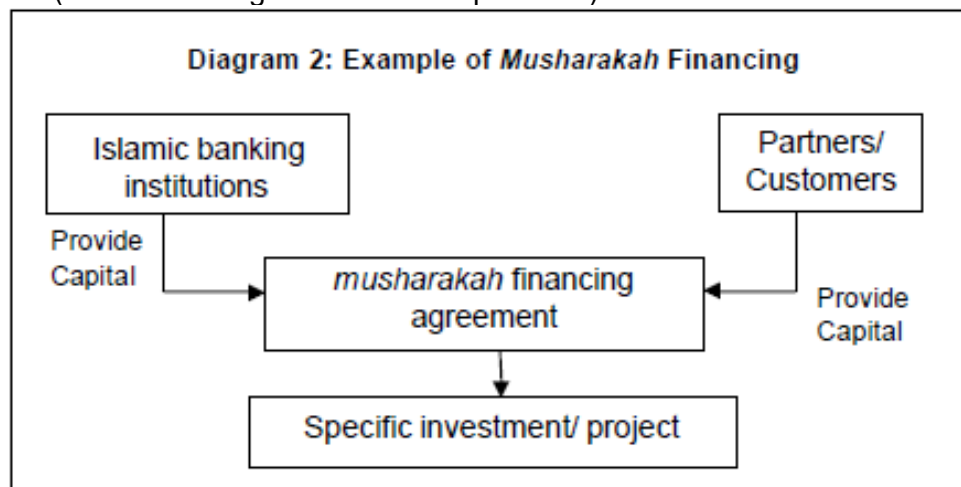 Diagram 2: Example of Musharakah Financing
Islamic banking
institutions
Partners/
Customers
Provide
Capital
musharakah financing
agreement
Provide
Capital
Specific investment/ project